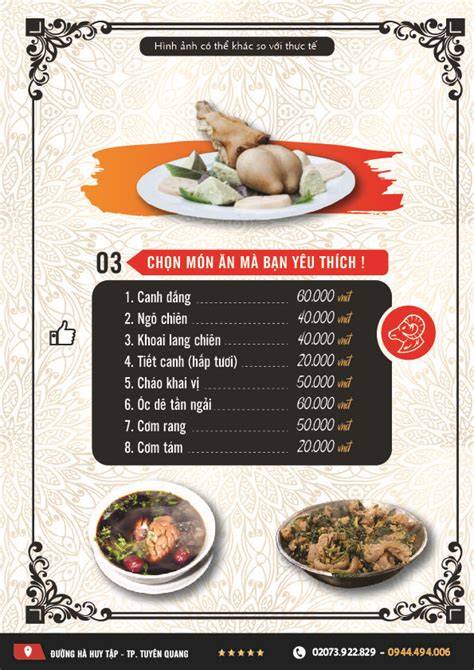 Hình ảnh có thể khác so với thực tế
03 CHỌN MÓN ĂN MÀ BẠN YÊU THÍCH !
1. Canh đắng 60.000 vnđ
2. Ngô chiên 40.000 vnđ
3. Khoai lang chiên 40.000 vnđ
4. Tiết canh (hấp tươi) 20.000 vnđ
5. Cháo khai vị 50.000 vnđ
6. Óc dê tần ngải 60.000 vnđ
7. Cơm rang 50.000 vnđ
8. Cơm tám 20.000 vnđ
ĐƯỜNG HÀ HUY TẬP - TP. TUYÊN QUANG ★★★★★ 02073.922.829 – 0944.494.006